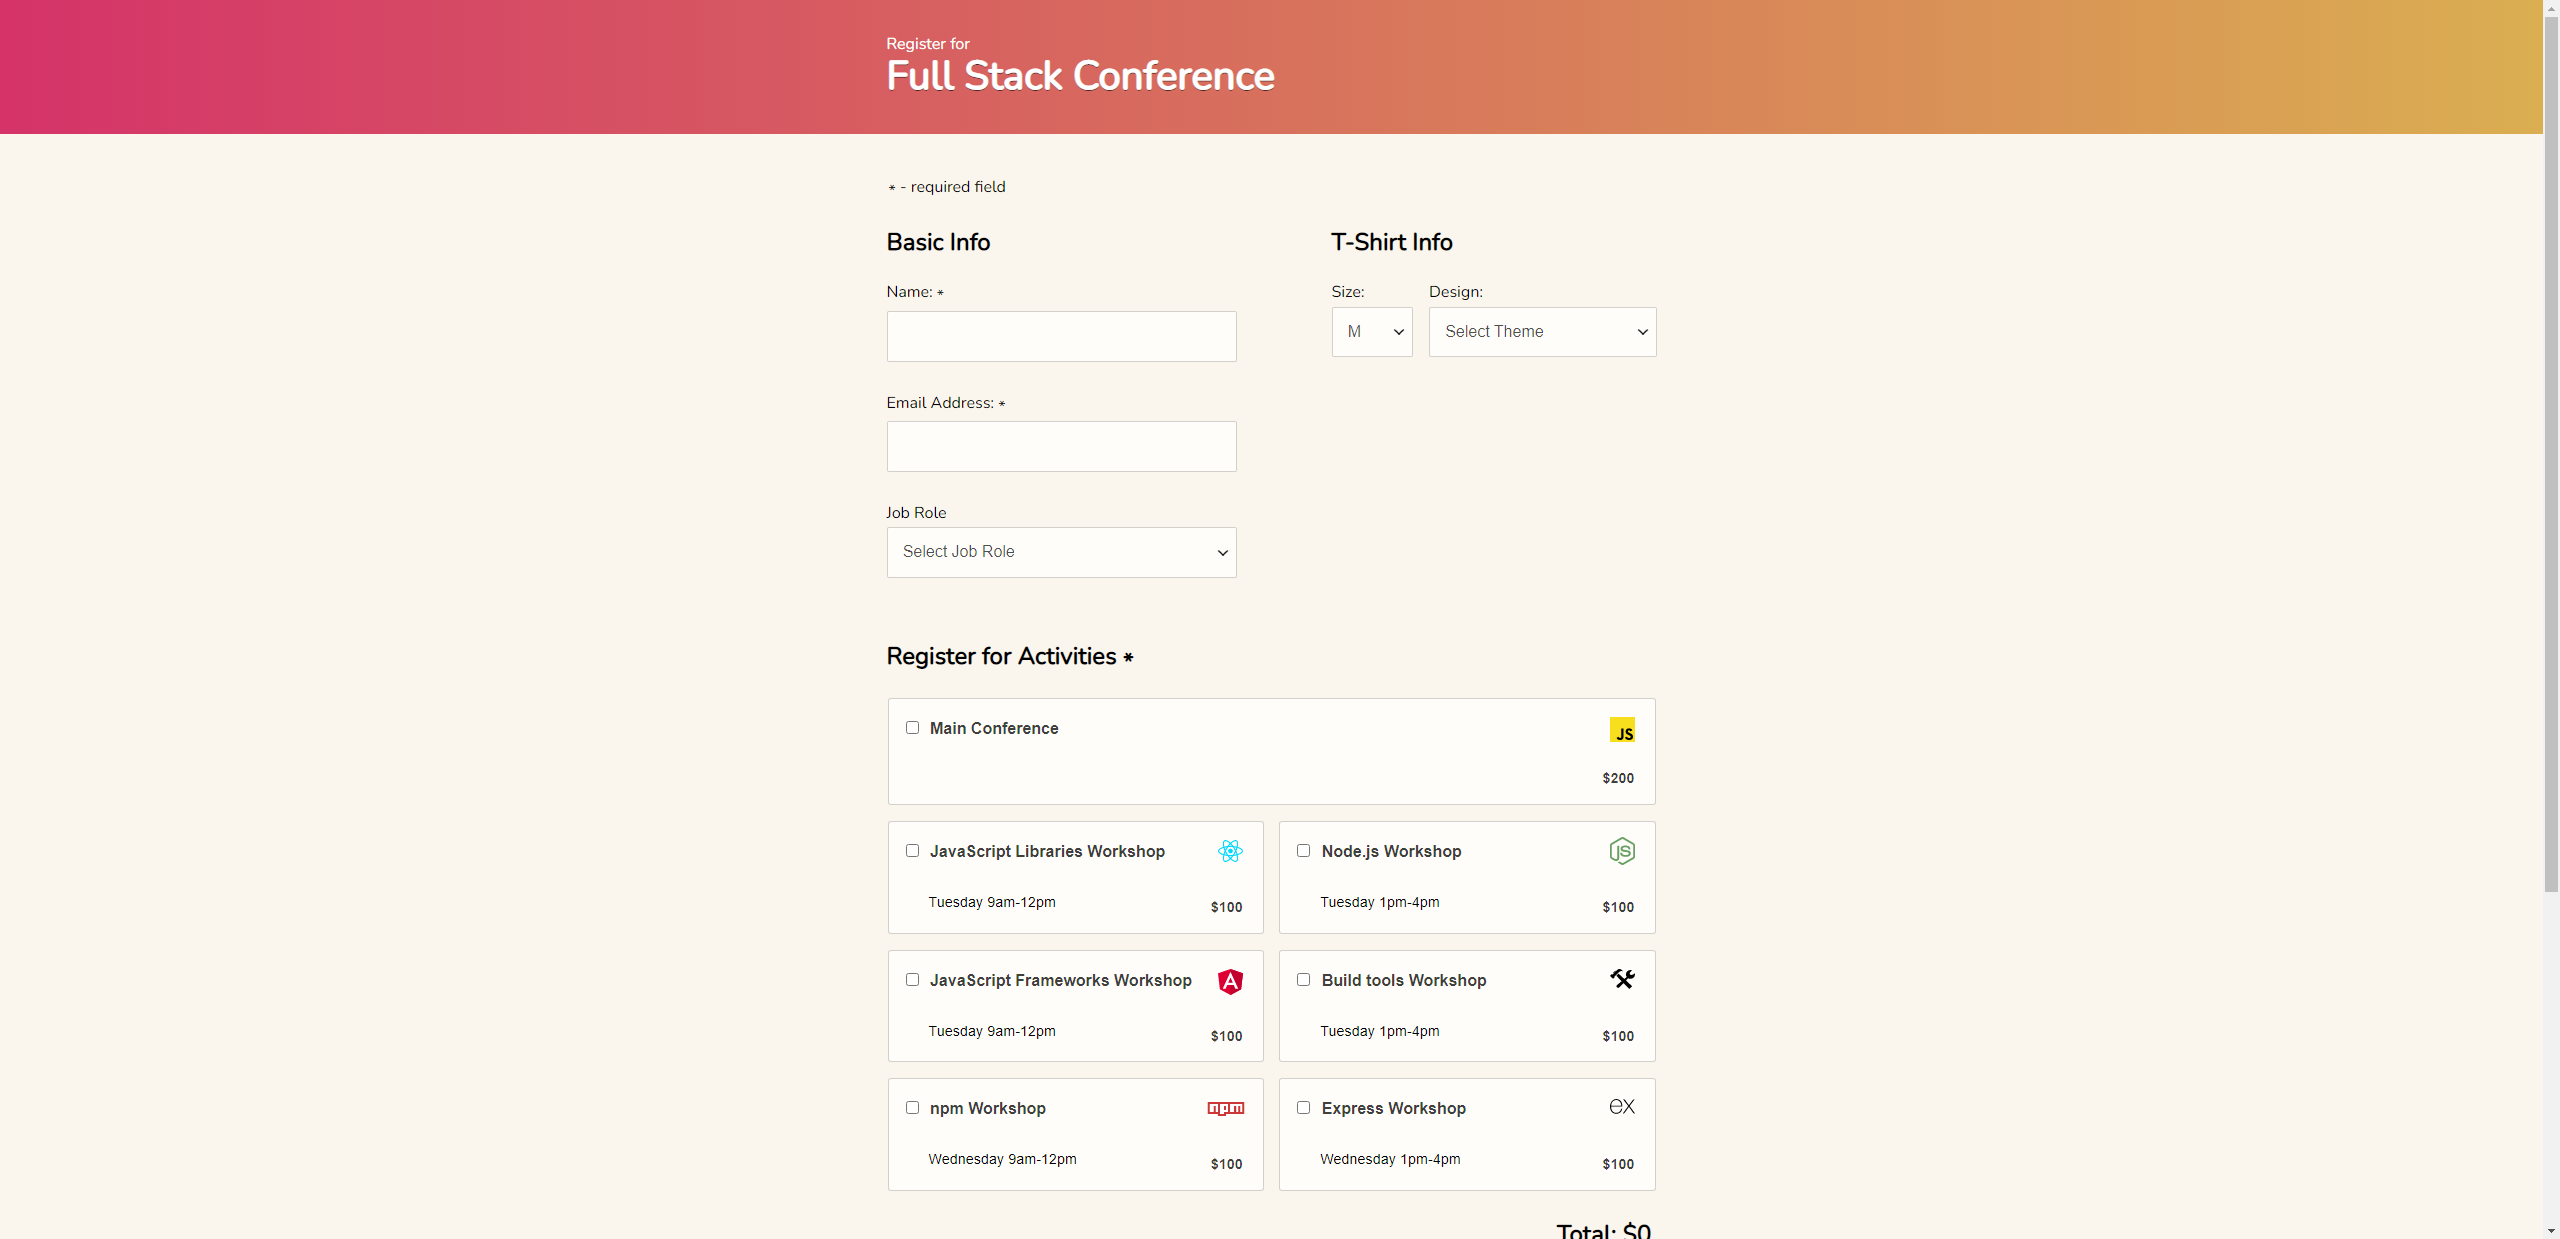 Register for
Full Stack Conference
* - required field
Basic Info
Name: *
Email Address: *
Job Role
Select Job Role
T-Shirt Info
Size:
Design:
M
Select Theme
Register for Activities *
Main Conference
JS
$200
JavaScript Libraries Workshop
Tuesday 9am-12pm
$100
Node.js Workshop
JS
Tuesday 1pm-4pm
$100
JavaScript Frameworks Workshop
A
Tuesday 9am-12pm
$100
Build tools Workshop
Tuesday 1pm-4pm
$100
npm Workshop
npm
Wednesday 9am-12pm
$100
Express Workshop
ex
Wednesday 1pm-4pm
$100
Total: $0